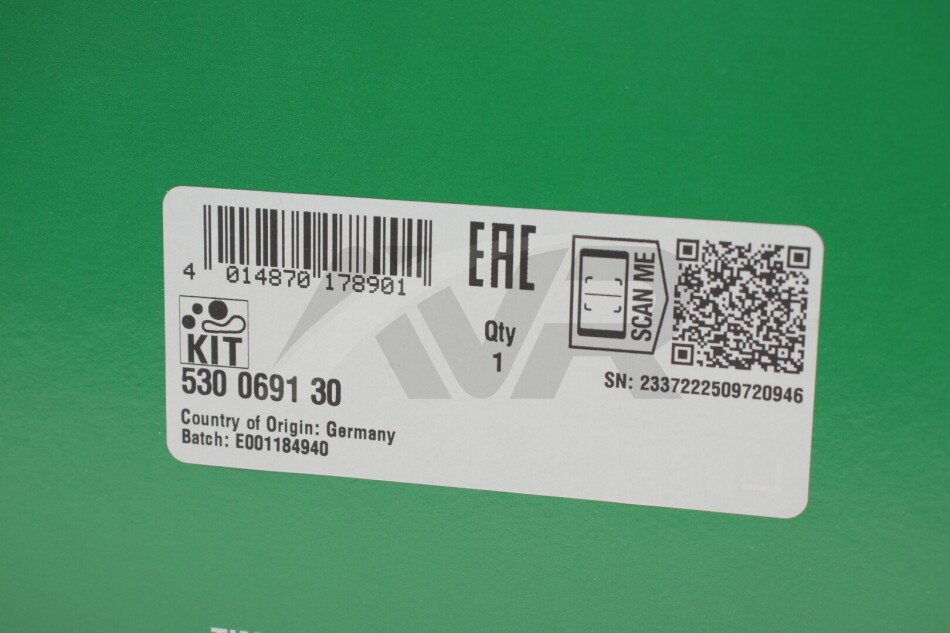 4 014870 178901
EAC
SCAN ME
Qty
1
KIT
530 0691 30
SN: 2337222509720946
Country of Origin: Germany
Batch: E001184940